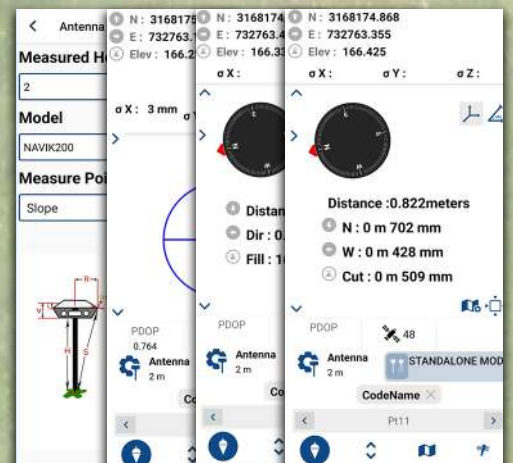 Antenna
Measured H
2
Model
NAVIK200
Measure Poi
Slope
R
V
H
S
N: 3168175
E: 732763.
Elev: 166.2
σ X: 3 mm
PDOP
0.764
Antenna
2 m
N: 3168174
E: 732763.4
Elev: 166.3
σ X:
N
Distan
Dir : 0.
Fill : 1
PDOP
Antenna
2 m
Co
N: 3168174.868
E: 732763.355
Elev: 166.425
σ X: σ Y: σ Z:
N
Distance :0.822meters
N : 0 m 702 mm
W : 0 m 428 mm
Cut : 0 m 509 mm
PDOP
48
Antenna
2 m
STANDALONE MOD
CodeName
Pt11